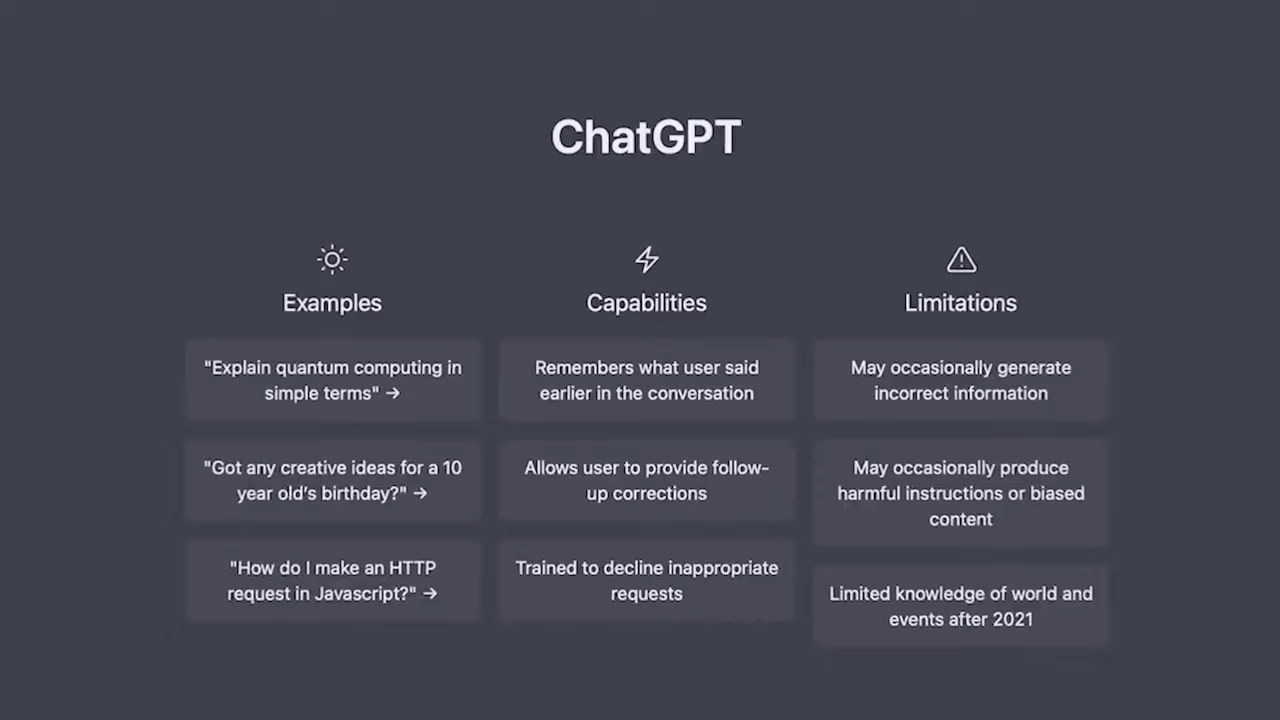 ChatGPT
Examples
"Explain quantum computing in
simple terms" →
"Got any creative ideas for a 10
year old's birthday?" →
"How do I make an HTTP
request in Javascript?" →
Capabilities
Remembers what user said
earlier in the conversation
Allows user to provide follow-
up corrections
Trained to decline inappropriate
requests
Limitations
May occasionally generate
incorrect information
May occasionally produce
harmful instructions or biased
content
Limited knowledge of world and
events after 2021